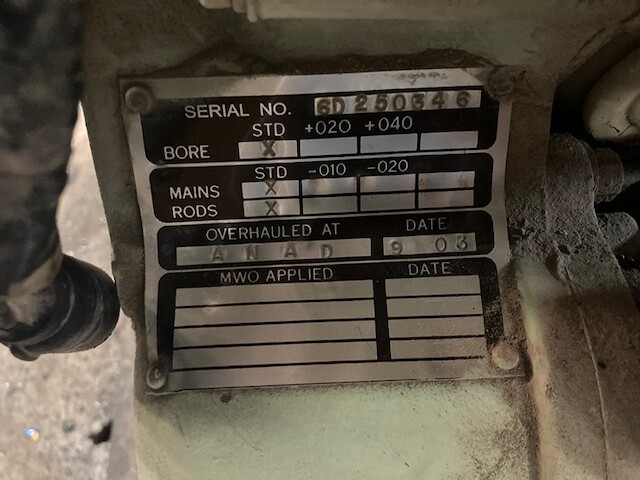 SERIAL NO. 6D250346
STD +020 +040
BORE X
STD -010 -020
MAINS X
RODS X
OVERHAULED AT DATE
ANAD 9 03
MWO APPLIED DATE